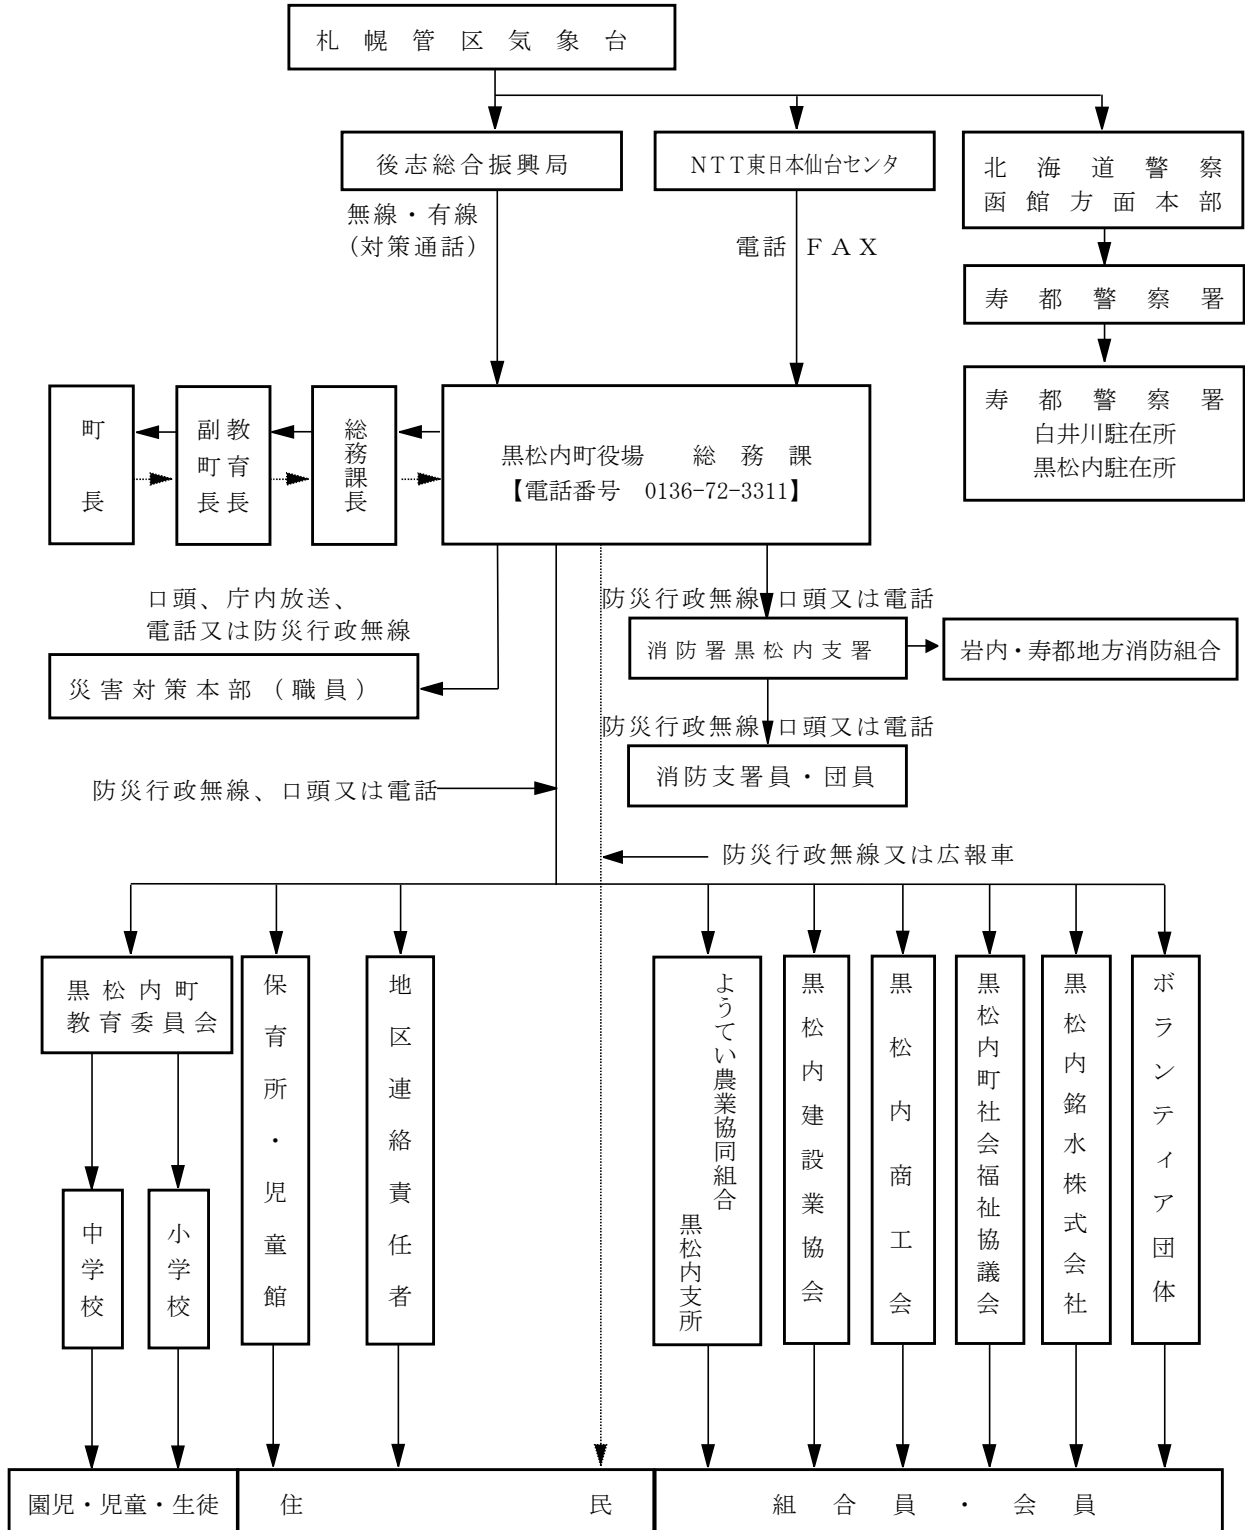 札幌管区気象台
後志総合振興局
NTT東日本仙台センタ
北海道警察
函館方面本部
無線・有線
(対策通話)
電話 FAX
寿都警察署
寿都警察署
白井川駐在所
黒松内駐在所
町長
副町長
教育長
総務課長
黒松内町役場 総務課
【電話番号 0136-72-3311】
口頭、庁内放送、
電話又は防災行政無線
災害対策本部(職員)
防災行政無線 口頭又は電話
消防署黒松内支署
岩内・寿都地方消防組合
防災行政無線 口頭又は電話
消防支署員・団員
防災行政無線、口頭又は電話
防災行政無線又は広報車
黒松内町
教育委員会
保育所・児童館
地区連絡責任者
ようてい農業協同組合
黒松内支所
黒松内建設業協会
黒松内商工会
黒松内町社会福祉協議会
黒松内銘水株式会社
ボランティア団体
中学校
小学校
園児・児童・生徒
住民
組合員・会員